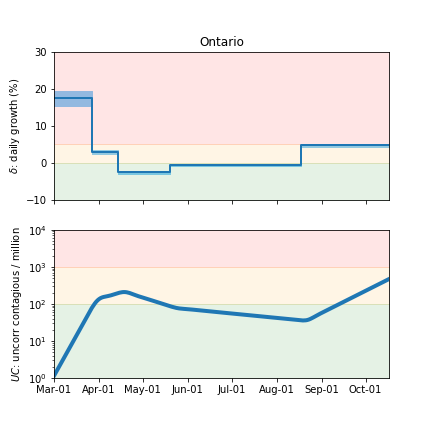 Ontario
δ: daily growth (%)
30
20
10
0
−10
UC: uncorr contagious / million
10⁴
10³
10²
10¹
10⁰
Mar-01 Apr-01 May-01 Jun-01 Jul-01 Aug-01 Sep-01 Oct-01